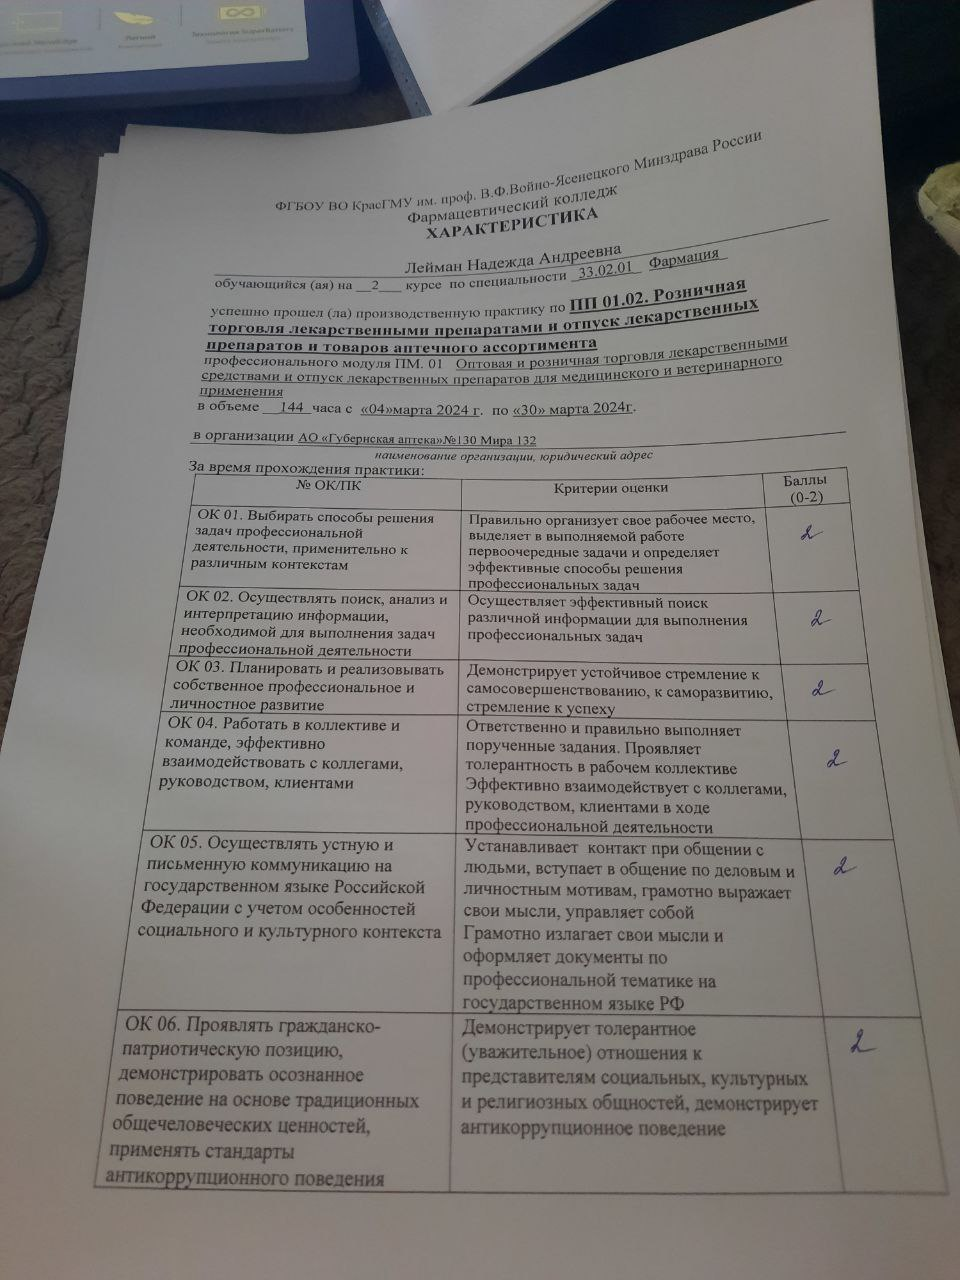 Легкий
Технология SuperBattery
ФГБОУ ВО КрасГМУ им. проф. В.Ф.Войно-Ясенецкого Минздрава России
Фармацевтический колледж
ХАРАКТЕРИСТИКА
Лейман Надежда Андреевна
обучающийся (ая) на __2___ курсе по специальности _33.02.01_ Фармация_
успешно прошел (ла) производственную практику по ПП 01.02. Розничная
торговля лекарственными препаратами и отпуск лекарственных
препаратов и товаров аптечного ассортимента
профессионального модуля ПМ. 01 Оптовая и розничная торговля лекарственными
средствами и отпуск лекарственных препаратов для медицинского и ветеринарного
применения
в объеме __144_часа с «04»марта 2024 г. по «30» марта 2024г.
в организации АО «Губернская аптека»№130 Мира 132
наименование организации, юридический адрес
За время прохождения практики:
№ ОК/ПК
Критерии оценки
Баллы
(0-2)
ОК 01. Выбирать способы решения
задач профессиональной
деятельности, применительно к
различным контекстам
Правильно организует свое рабочее место,
выделяет в выполняемой работе
первоочередные задачи и определяет
эффективные способы решения
профессиональных задач
2
ОК 02. Осуществлять поиск, анализ и
интерпретацию информации,
необходимой для выполнения задач
профессиональной деятельности
Осуществляет эффективный поиск
различной информации для выполнения
профессиональных задач
2
ОК 03. Планировать и реализовывать
собственное профессиональное и
личностное развитие
Демонстрирует устойчивое стремление к
самосовершенствованию, к саморазвитию,
стремление к успеху
2
ОК 04. Работать в коллективе и
команде, эффективно
взаимодействовать с коллегами,
руководством, клиентами
Ответственно и правильно выполняет
порученные задания. Проявляет
толерантность в рабочем коллективе
Эффективно взаимодействует с коллегами,
руководством, клиентами в ходе
профессиональной деятельности
2
ОК 05. Осуществлять устную и
письменную коммуникацию на
государственном языке Российской
Федерации с учетом особенностей
социального и культурного контекста
Устанавливает контакт при общении с
людьми, вступает в общение по деловым и
личностным мотивам, грамотно выражает
свои мысли, управляет собой
Грамотно излагает свои мысли и
оформляет документы по
профессиональной тематике на
государственном языке РФ
2
ОК 06. Проявлять гражданско-
патриотическую позицию,
демонстрировать осознанное
поведение на основе традиционных
общечеловеческих ценностей,
применять стандарты
антикоррупционного поведения
Демонстрирует толерантное
(уважительное) отношения к
представителям социальных, культурных
и религиозных общностей, демонстрирует
антикоррупционное поведение
2